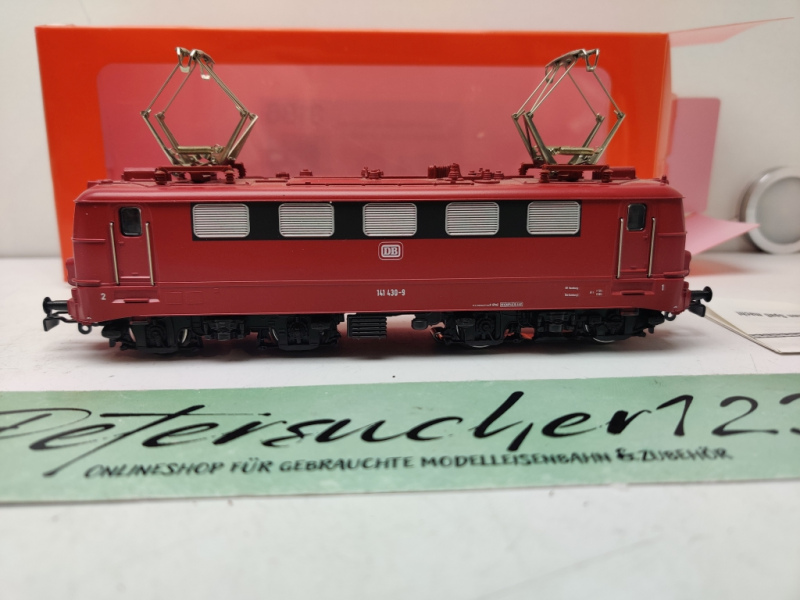 DB
141 430-9
2
1
Petersucher123
ONLINESHOP FÜR GEBRAUCHTE MODELLEISENBAHN & ZUBEHÖR